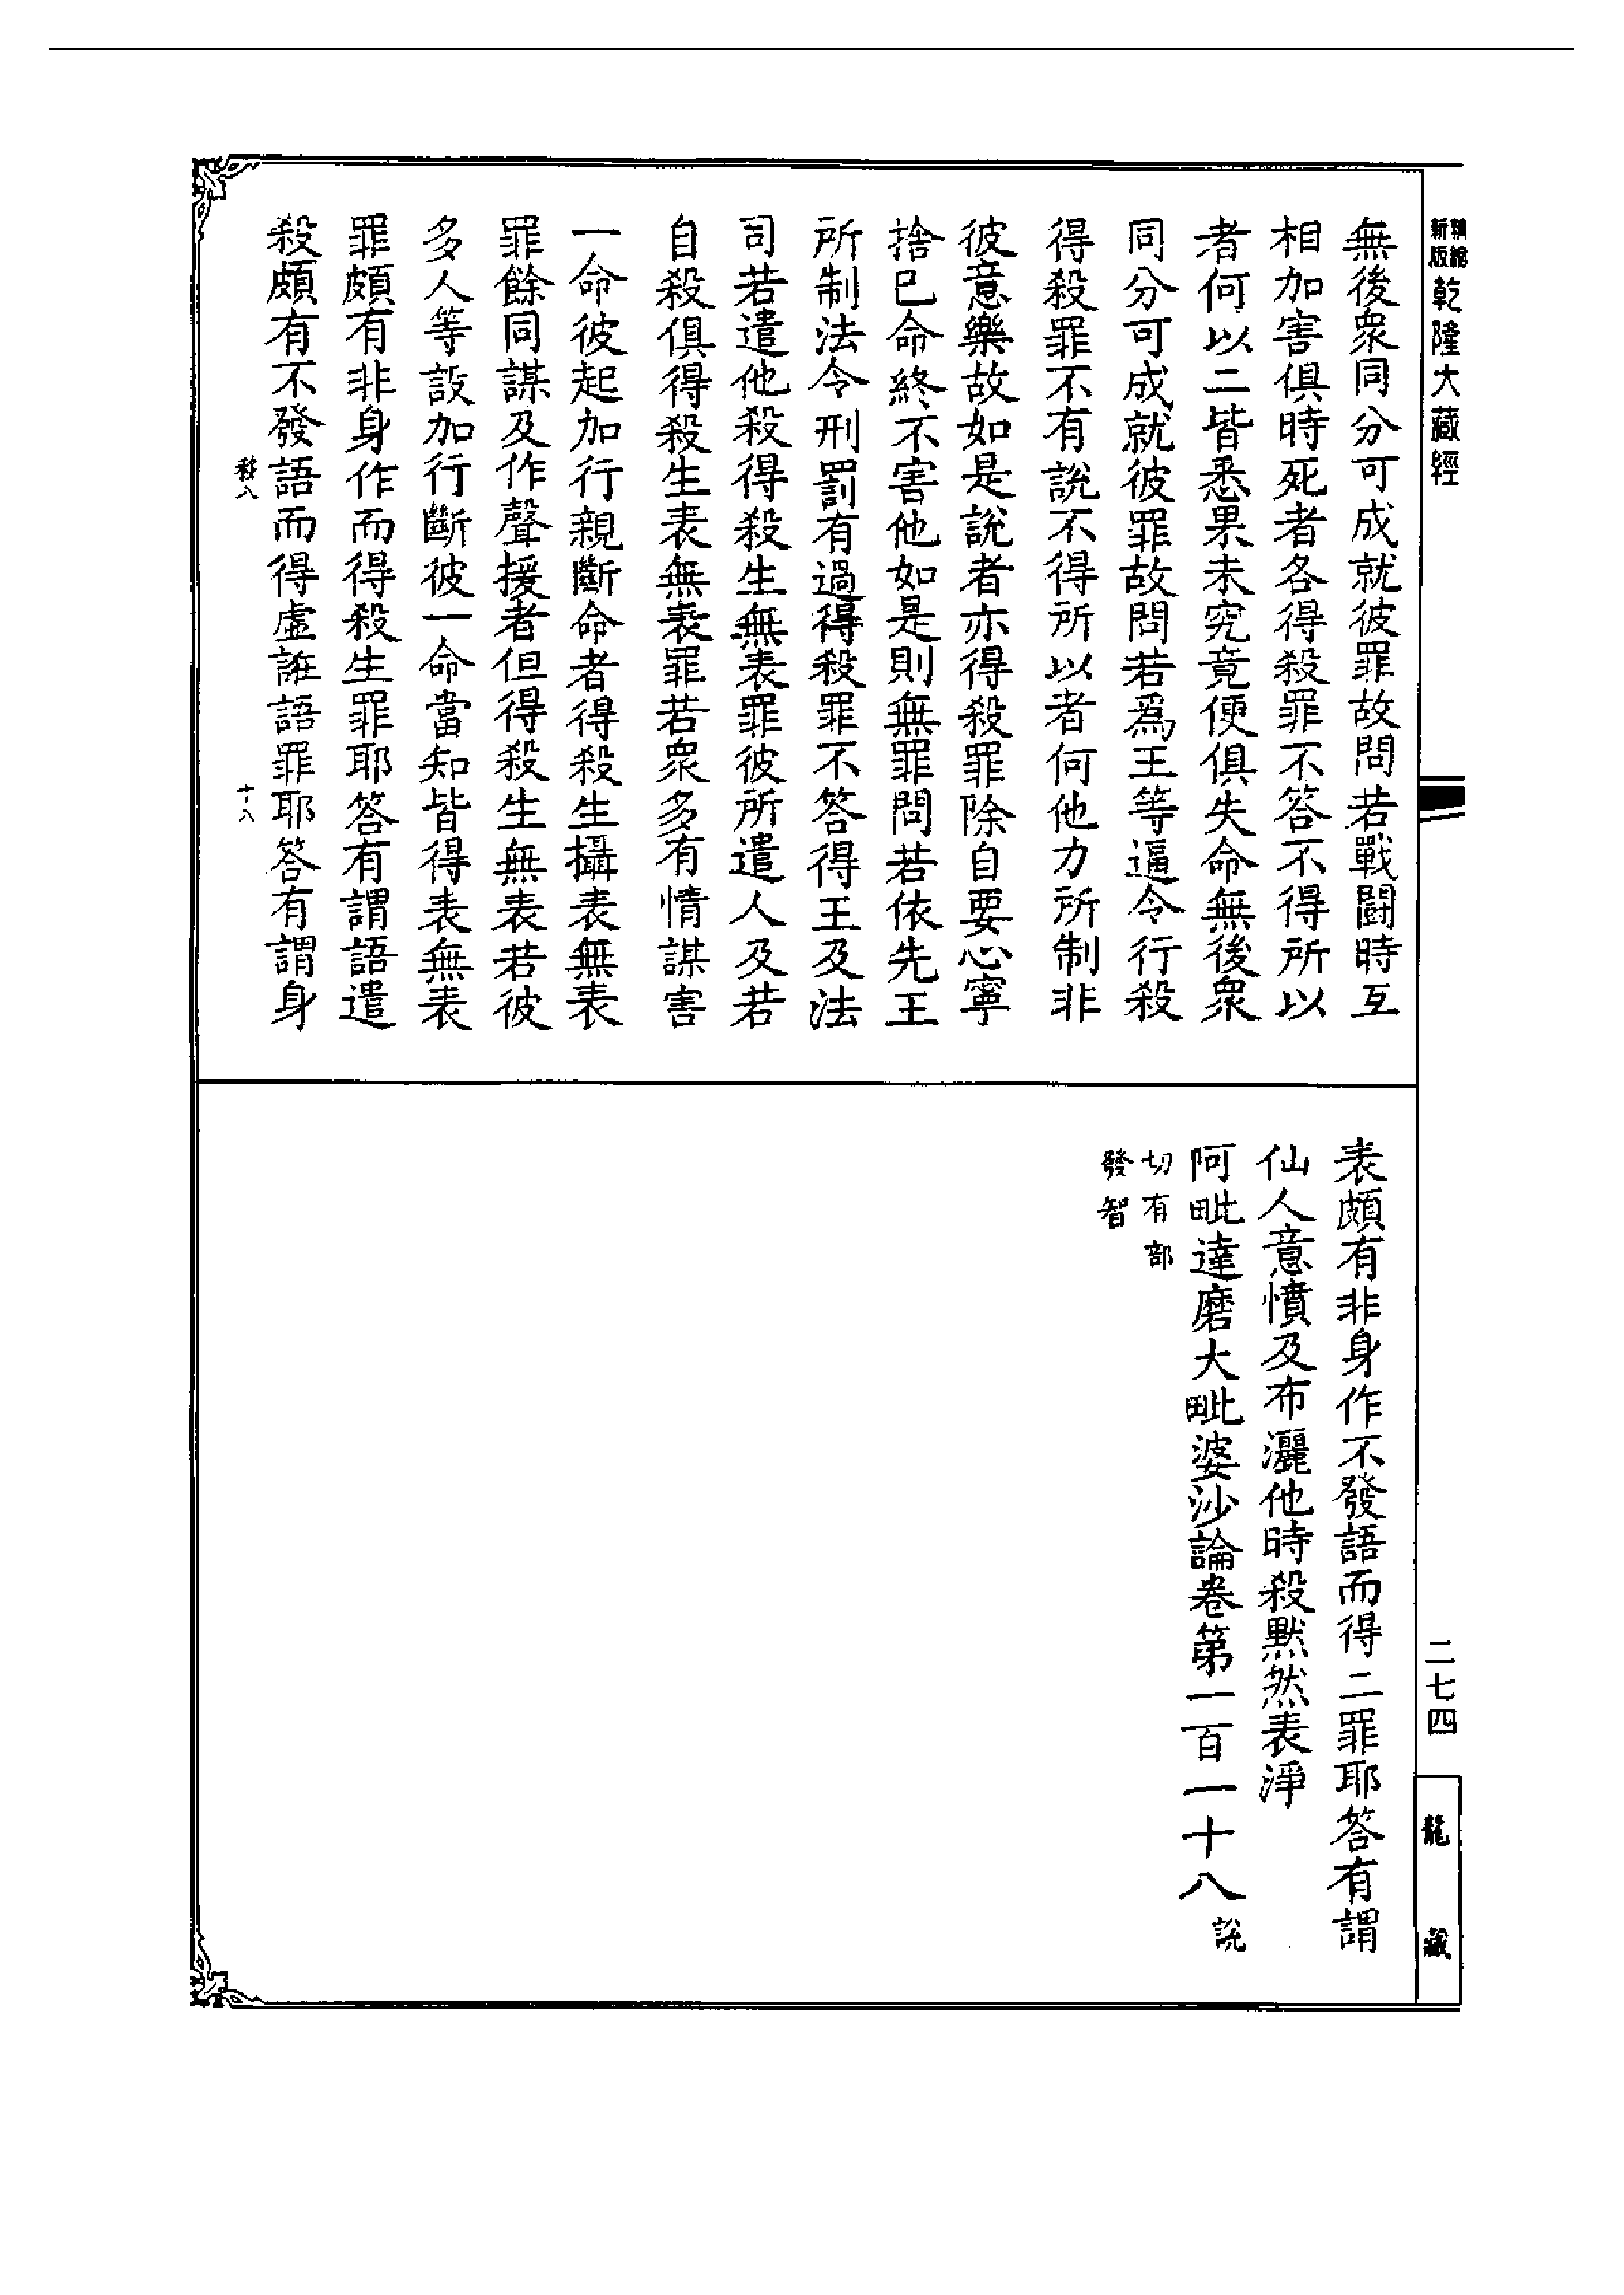 精縮新版乾隆大藏經
二七四
龍藏
無後眾同分可成就彼罪故問若戰鬪時互
相加害俱時死者各得殺罪不答不得所以
者何以二皆悉果未究竟便俱失命無後眾
同分可成就彼罪故問若爲王等逼令行殺
得殺罪不有說不得所以者何他力所制非
彼意樂故如是說者亦得殺罪除自要心寧
捨已命終不害他如是則無罪問若依先王
所制法令刑罰有過得殺罪不答得王及法
司若遣他殺得殺生無表罪彼所遣人及若
自殺俱得殺生表無表罪若眾多有情謀害
一命彼起加行親斷命者得殺生攝表無表
罪餘同謀及作聲援者但得殺生無表若彼
多人等設加行斷彼一命當知皆得表無表
罪頗有非身作而得殺生罪耶答有謂語遣
殺頗有不發語而得虛誑語罪耶答有謂身
十八
表頗有非身作不發語而得二罪耶答有謂
仙人意憤及布灑他時殺默然表淨
阿毗達磨大毗婆沙論卷第一百一十八 說
切有部
發智